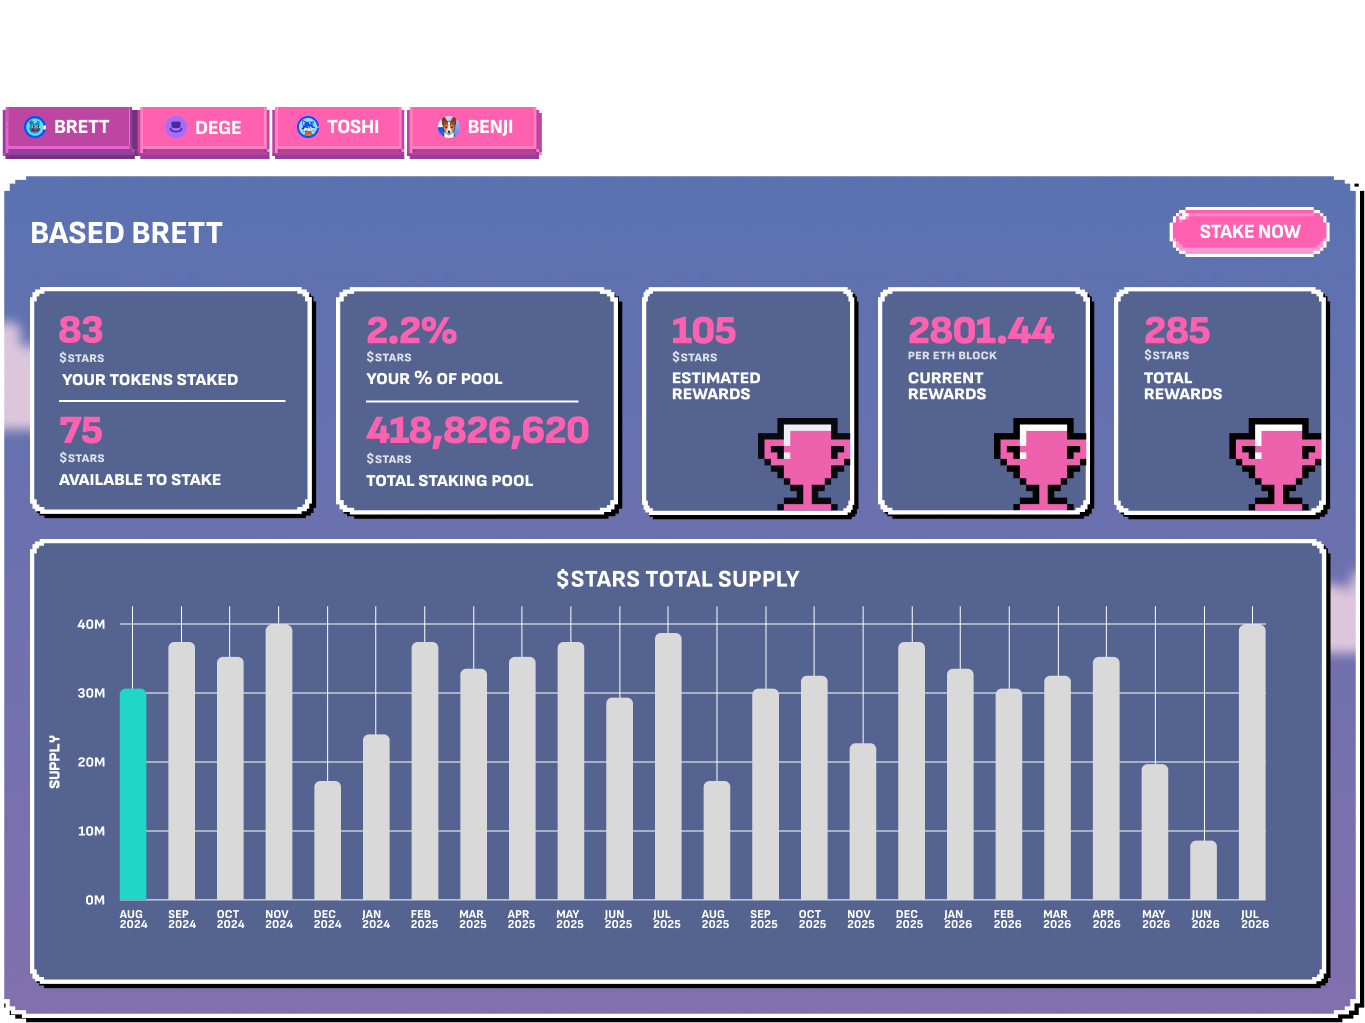 BRETT
DEGE
TOSHI
BENJI
BASED BRETT
STAKE NOW
83
$STARS
YOUR TOKENS STAKED
75
$STARS
AVAILABLE TO STAKE
2.2%
$STARS
YOUR % OF POOL
418,826,620
$STARS
TOTAL STAKING POOL
105
$STARS
ESTIMATED
REWARDS
2801.44
PER ETH BLOCK
CURRENT
REWARDS
285
$STARS
TOTAL
REWARDS
$STARS TOTAL SUPPLY
SUPPLY
40M
30M
20M
10M
0M
AUG
2024
SEP
2024
OCT
2024
NOV
2024
DEC
2024
JAN
2024
FEB
2025
MAR
2025
APR
2025
MAY
2025
JUN
2025
JUL
2025
AUG
2025
SEP
2025
OCT
2025
NOV
2025
DEC
2025
JAN
2026
FEB
2026
MAR
2026
APR
2026
MAY
2026
JUN
2026
JUL
2026